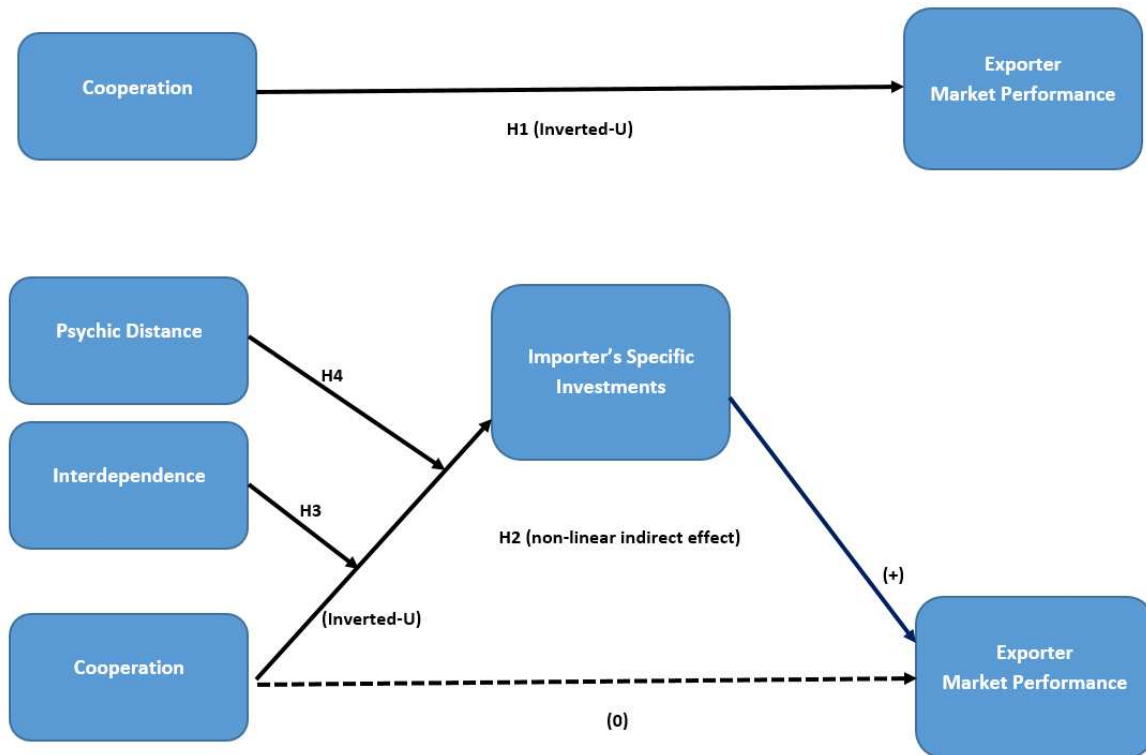 Cooperation
Exporter
Market Performance
H1 (Inverted-U)
Psychic Distance
H4
Importer's Specific
Investments
Interdependence
H3
H2 (non-linear indirect effect)
(+)
(Inverted-U)
Cooperation
Exporter
Market Performance
(0)